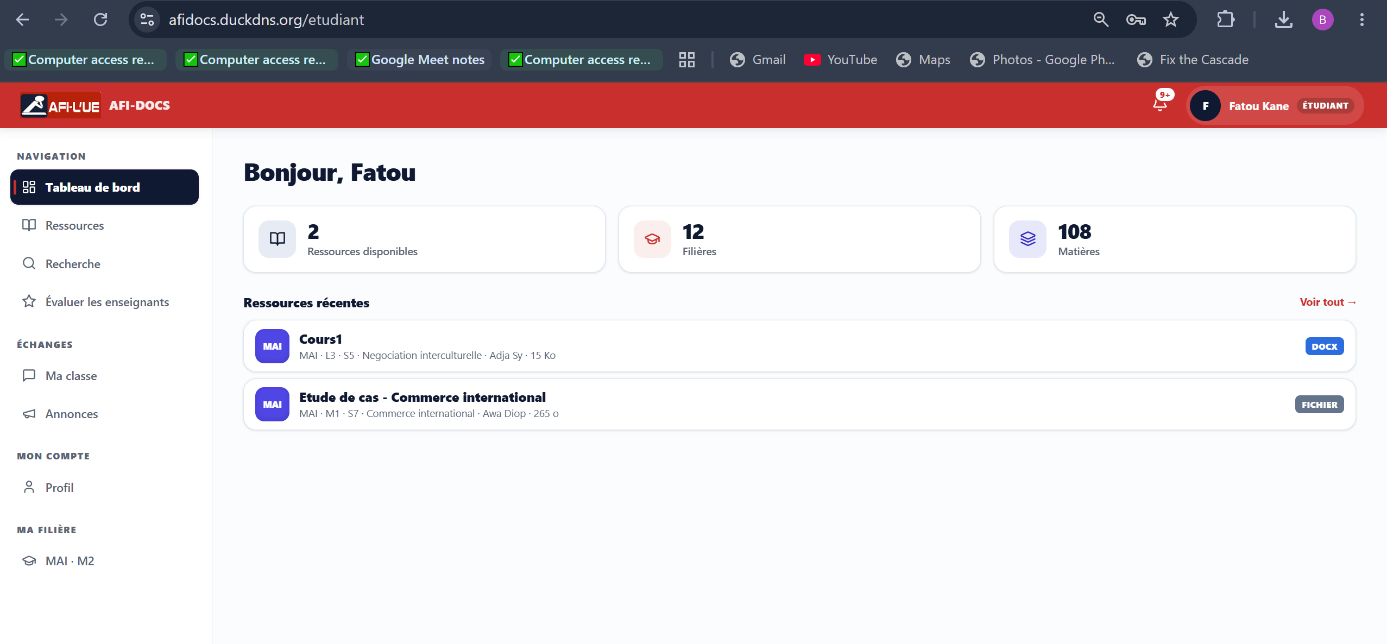 afidocs.duckdns.org/etudiant
B
✅Computer access re...
✅Computer access re...
✅Google Meet notes
✅Computer access re...
Gmail
YouTube
Maps
Photos - Google Ph...
Fix the Cascade
AFI-L'UE
AFI-DOCS
9+
F
Fatou Kane
ÉTUDIANT
NAVIGATION
Tableau de bord
Ressources
Recherche
Évaluer les enseignants
ÉCHANGES
Ma classe
Annonces
MON COMPTE
Profil
MA FILIÈRE
MAI · M2
Bonjour, Fatou
2
Ressources disponibles
12
Filières
108
Matières
Ressources récentes
Voir tout →
MAI
Cours1
MAI · L3 · S5 · Negociation interculturelle · Adja Sy · 15 Ko
DOCX
MAI
Etude de cas - Commerce international
MAI · M1 · S7 · Commerce international · Awa Diop · 265 o
FICHIER